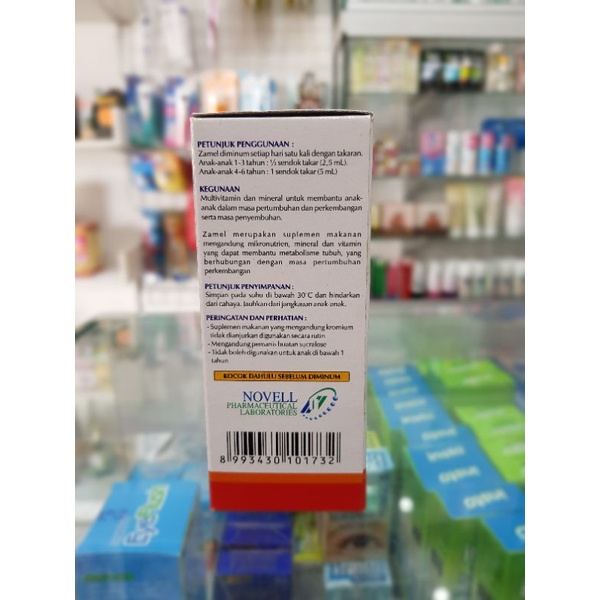 PETUNJUK PENGGUNAAN :
Zamel diminum setiap hari satu kali dengan takaran.
Anak-anak 1-3 tahun : ½ sendok takar (2,5 mL).
Anak-anak 4-6 tahun : 1 sendok takar (5 mL)
KEGUNAAN
Multivitamin dan mineral untuk membantu anak-
anak dalam masa pertumbuhan dan perkembangan
serta masa penyembuhan.
Zamel merupakan suplemen makanan
mengandung mikronutrien, mineral dan vitamin
yang dapat membantu metabolisme tubuh, yang
berhubungan dengan masa pertumbuhan
perkembangan
PETUNJUK PENYIMPANAN :
Simpan pada suhu di bawah 30°C dan hindarkan
dari cahaya. Jauhkan dari jangkauan anak-anak.
PERINGATAN DAN PERHATIAN :
- Suplemen makanan yang mengandung kromium
tidak dianjurkan digunakan secara rutin
- Mengandung pemanis buatan sucralose
- Tidak boleh digunakan untuk anak di bawah 1
tahun
KOCOK DAHULU SEBELUM DIMINUM
NOVELL
PHARMACEUTICAL
LABORATORIES
8 993430 101732
insto
insto
insto